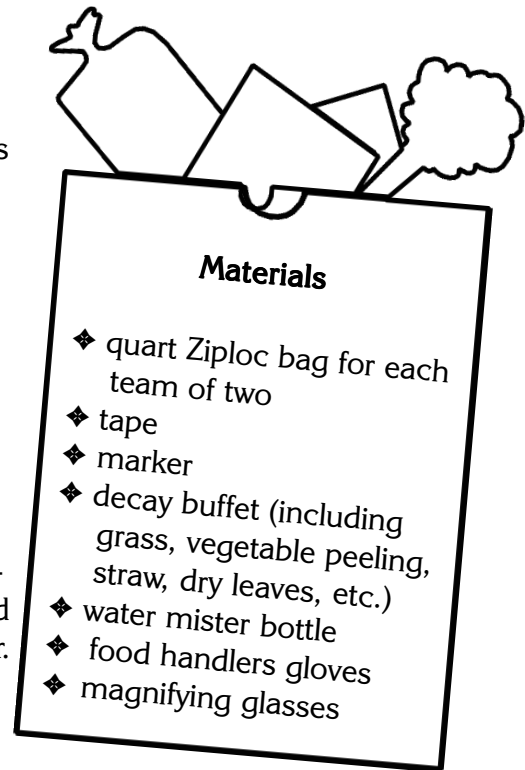 s
Materials
❖ quart Ziploc bag for each
team of two
❖ tape
❖ marker
❖ decay buffet (including
grass, vegetable peeling,
straw, dry leaves, etc.)
❖ water mister bottle
❖ food handlers gloves
❖ magnifying glasses